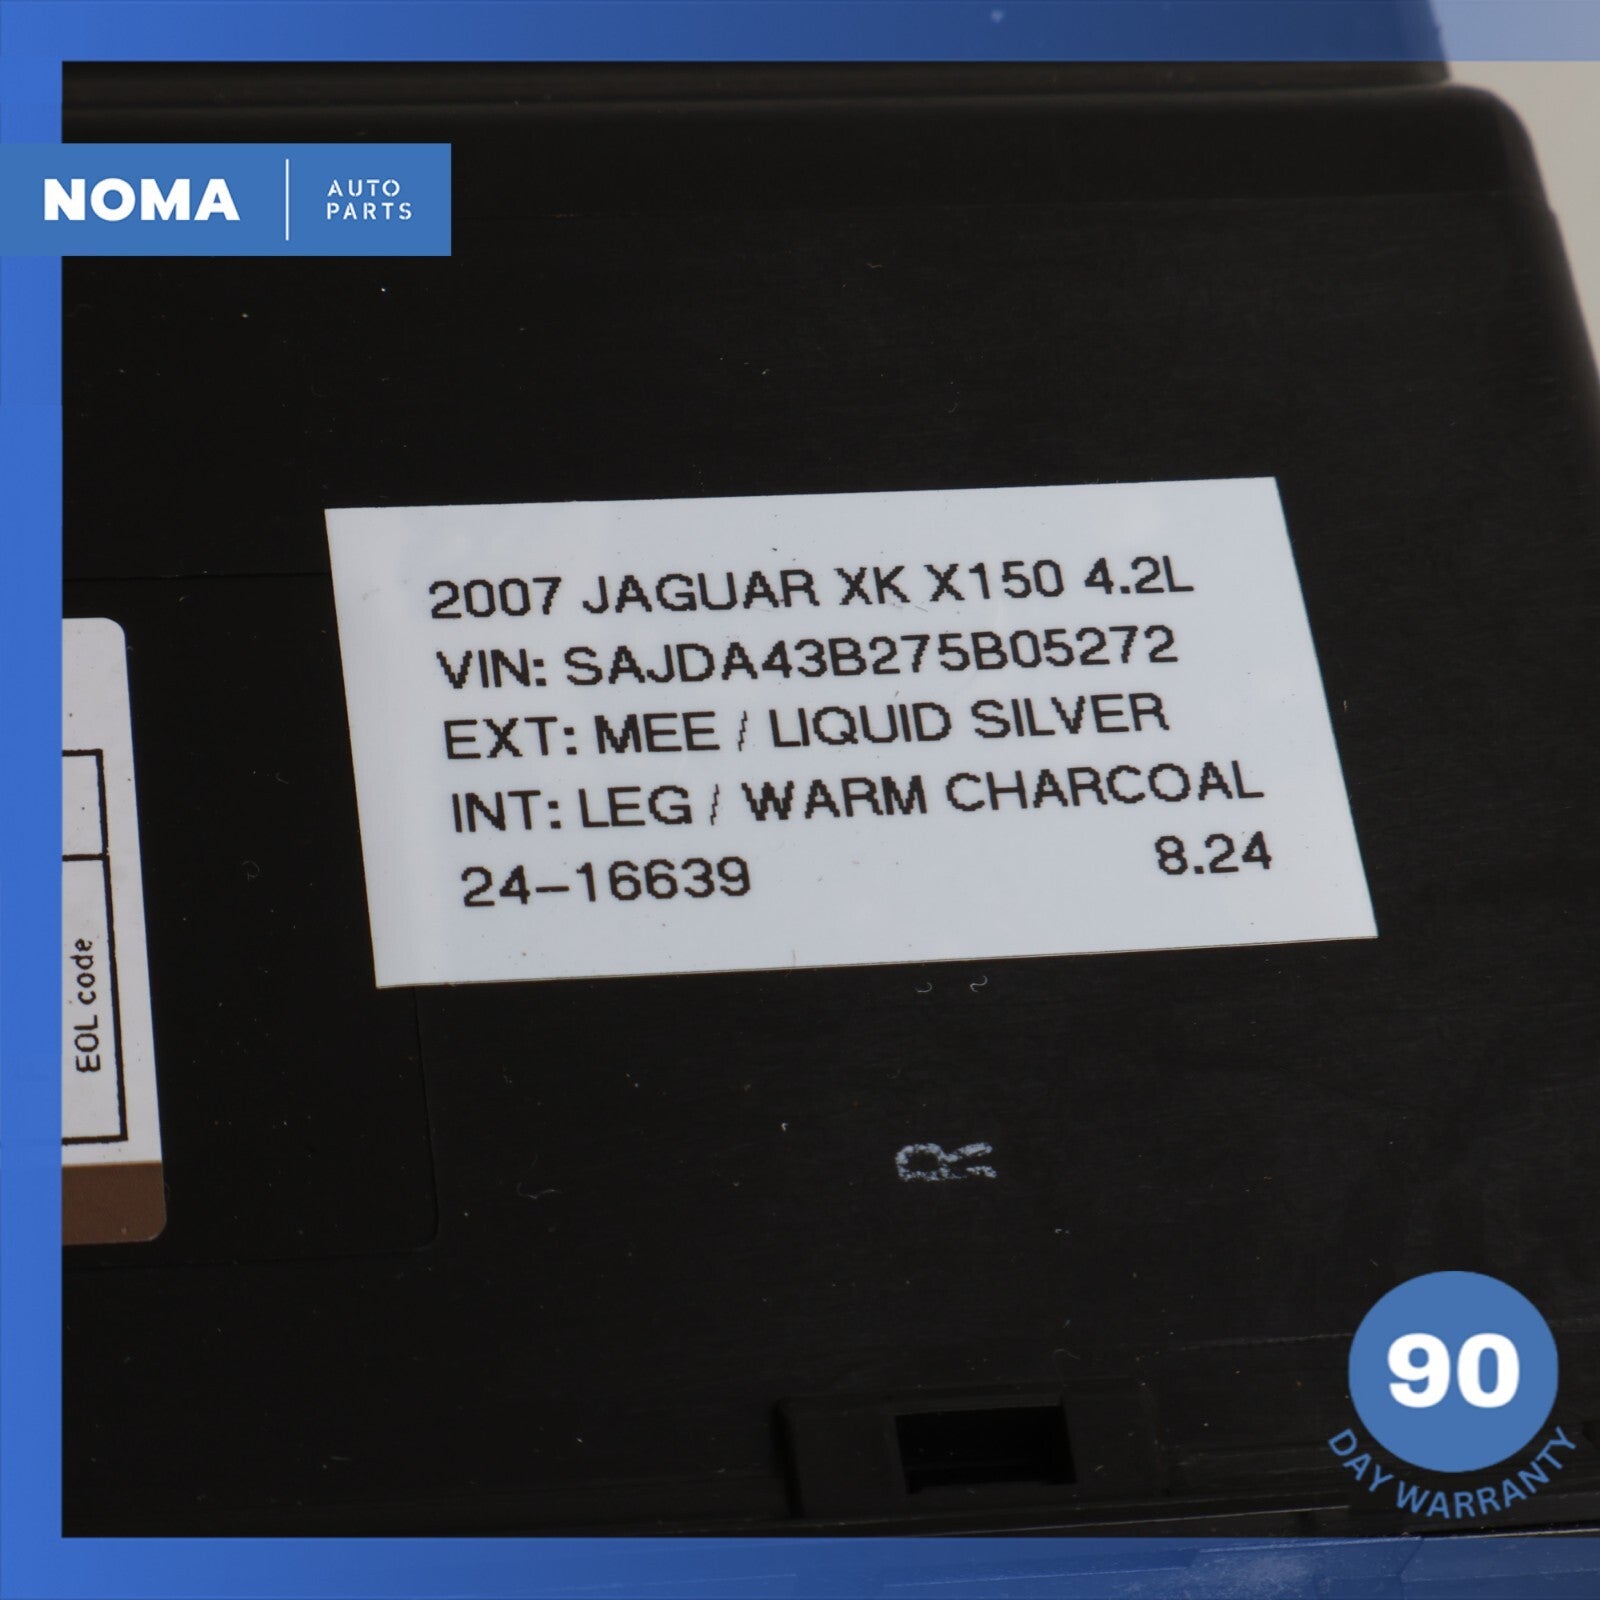 NOMA
AUTO
PARTS
2007 JAGUAR XK X150 4.2L
VIN: SAJDA43B275B05272
EXT: MEE / LIQUID SILVER
INT: LEG / WARM CHARCOAL
24-16639 8.24
EOL code
R
90
DAY WARRANTY